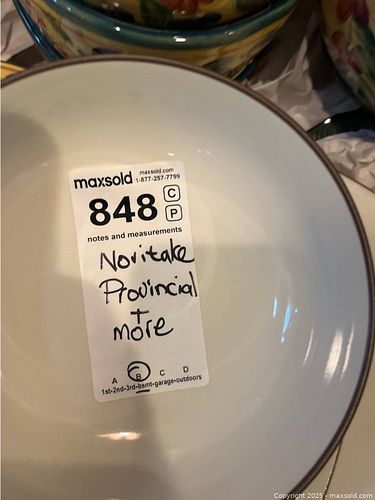 maxsold maxsold.com
1-877-257-7799
848 C
P
notes and measurements
Noritake
Provincial
+
more
A B C D
1st-2nd-3rd-bsmt-garage-outdoors
Copyright 2025 - maxsold.com